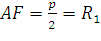 AF = p/2 = R₁